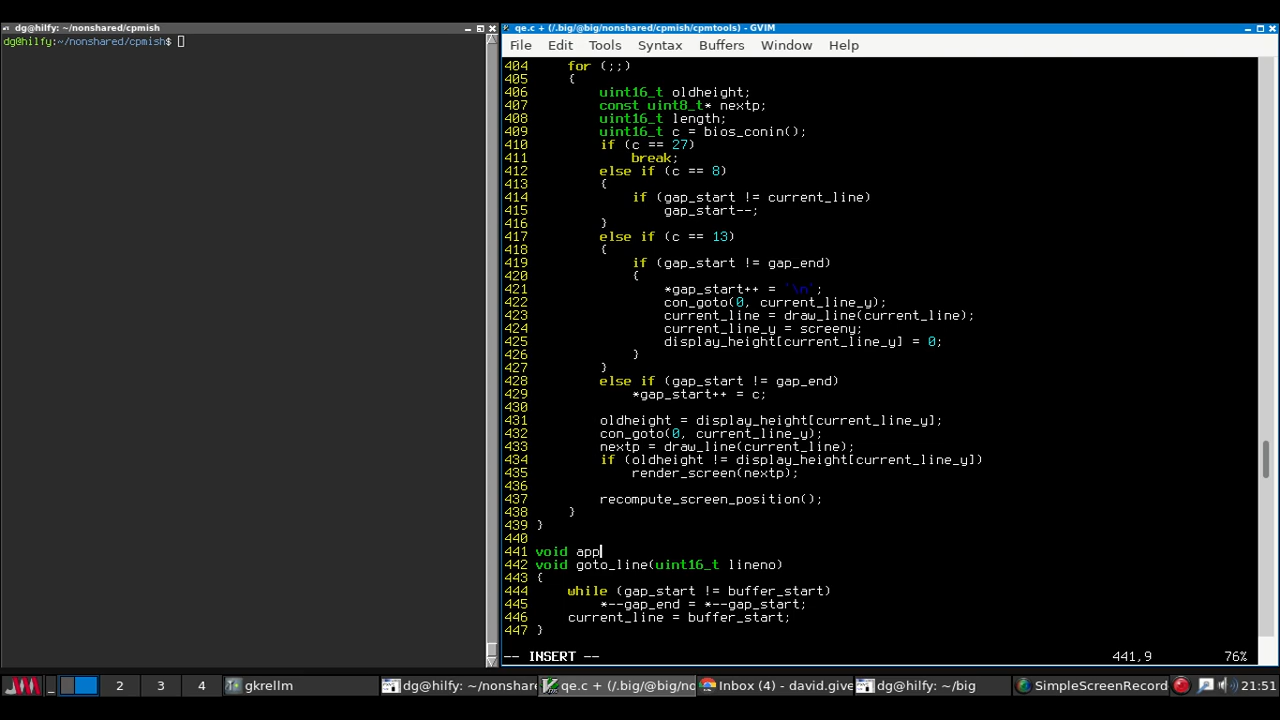 dg@hilfy: ~/nonshared/cpmish
dg@hilfy:~/nonshared/cpmish$
qe.c + (/.big/@big/nonshared/cpmish/cpmtools) - GVIM
File Edit Tools Syntax Buffers Window Help
404     for (;;)
405     {
406         uint16_t oldheight;
407         const uint8_t* nextp;
408         uint16_t length;
409         uint16_t c = bios_conin();
410         if (c == 27)
411             break;
412         else if (c == 8)
413         {
414             if (gap_start != current_line)
415                 gap_start--;
416         }
417         else if (c == 13)
418         {
419             if (gap_start != gap_end)
420             {
421                 *gap_start++ = '\n';
422                 con_goto(0, current_line_y);
423                 current_line = draw_line(current_line);
424                 current_line_y = screeny;
425                 display_height[current_line_y] = 0;
426             }
427         }
428         else if (gap_start != gap_end)
429             *gap_start++ = c;
430
431         oldheight = display_height[current_line_y];
432         con_goto(0, current_line_y);
433         nextp = draw_line(current_line);
434         if (oldheight != display_height[current_line_y])
435             render_screen(nextp);
436
437         recompute_screen_position();
438     }
439 }
440
441 void app
442 void goto_line(uint16_t lineno)
443 {
444     while (gap_start != buffer_start)
445         *--gap_end = *--gap_start;
446     current_line = buffer_start;
447 }
-- INSERT -- 441,9 76%
2 3 4 gkrellm dg@hilfy: ~/nonshare qe.c + (/.big/@big/no Inbox (4) - david.give dg@hilfy: ~/big SimpleScreenRecord 21:51